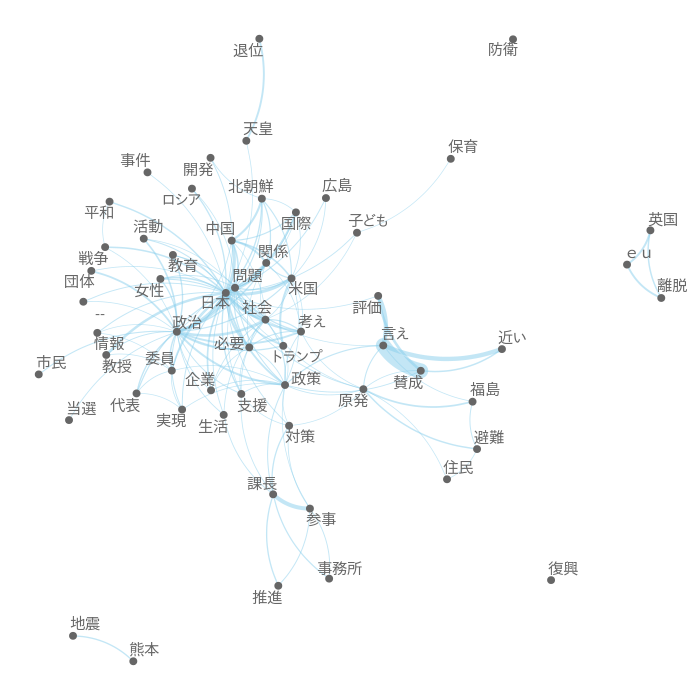 退位
防衛
天皇
保育
事件
開発
北朝鮮
広島
ロシア
平和
国際
子ども
英国
活動
中国
関係
ｅｕ
戦争
教育
団体
問題
離脱
女性
米国
日本
社会
評価
--
政治
考え
言え
近い
情報
必要
トランプ
市民
教授
委員
企業
政策
賛成
福島
当選
代表
実現
生活
支援
原発
対策
避難
住民
課長
参事
事務所
復興
推進
地震
熊本